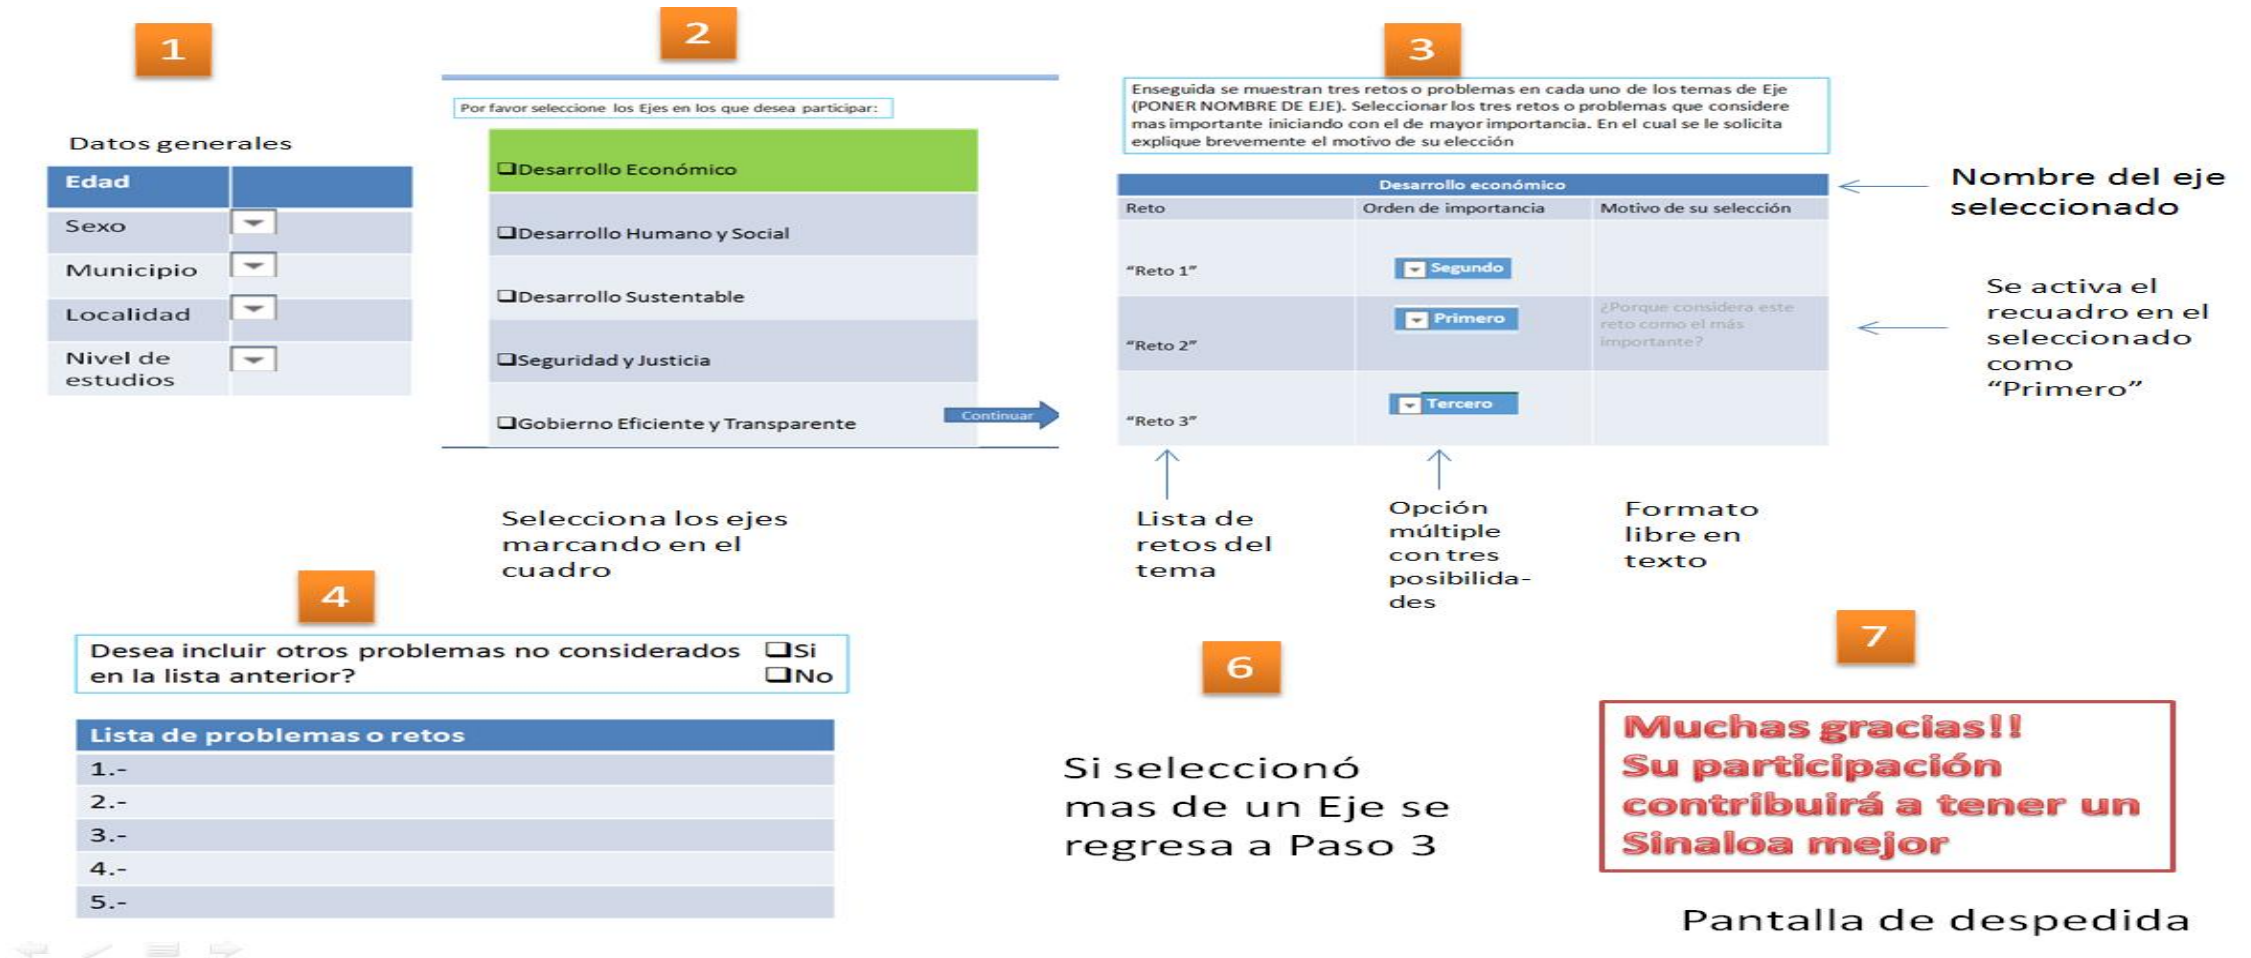 1
Datos generales
Edad
Sexo
Municipio
Localidad
Nivel de
estudios
2
Por favor seleccione los Ejes en los que desea participar:
❑Desarrollo Económico
❑Desarrollo Humano y Social
❑Desarrollo Sustentable
❑Seguridad y Justicia
❑Gobierno Eficiente y Transparente
Continuar
Selecciona los ejes
marcando en el
cuadro
3
Enseguida se muestran tres retos o problemas en cada uno de los temas de Eje
(PONER NOMBRE DE EJE). Seleccionar los tres retos o problemas que considere
mas importante iniciando con el de mayor importancia. En el cual se le solicita
explique brevemente el motivo de su elección
Desarrollo económico
Reto Orden de importancia Motivo de su selección
“Reto 1” Segundo
“Reto 2” Primero
¿Porque considera este
reto como el más
importante?
“Reto 3” Tercero
Nombre del eje
seleccionado
Se activa el
recuadro en el
seleccionado
como
“Primero”
Lista de
retos del
tema
Opción
múltiple
con tres
posibilida-
des
Formato
libre en
texto
4
Desea incluir otros problemas no considerados ❑Si
en la lista anterior? ❑No
Lista de problemas o retos
1.-
2.-
3.-
4.-
5.-
6
Si seleccionó
mas de un Eje se
regresa a Paso 3
7
Muchas gracias!!
Su participación
contribuirá a tener un
Sinaloa mejor
Pantalla de despedida